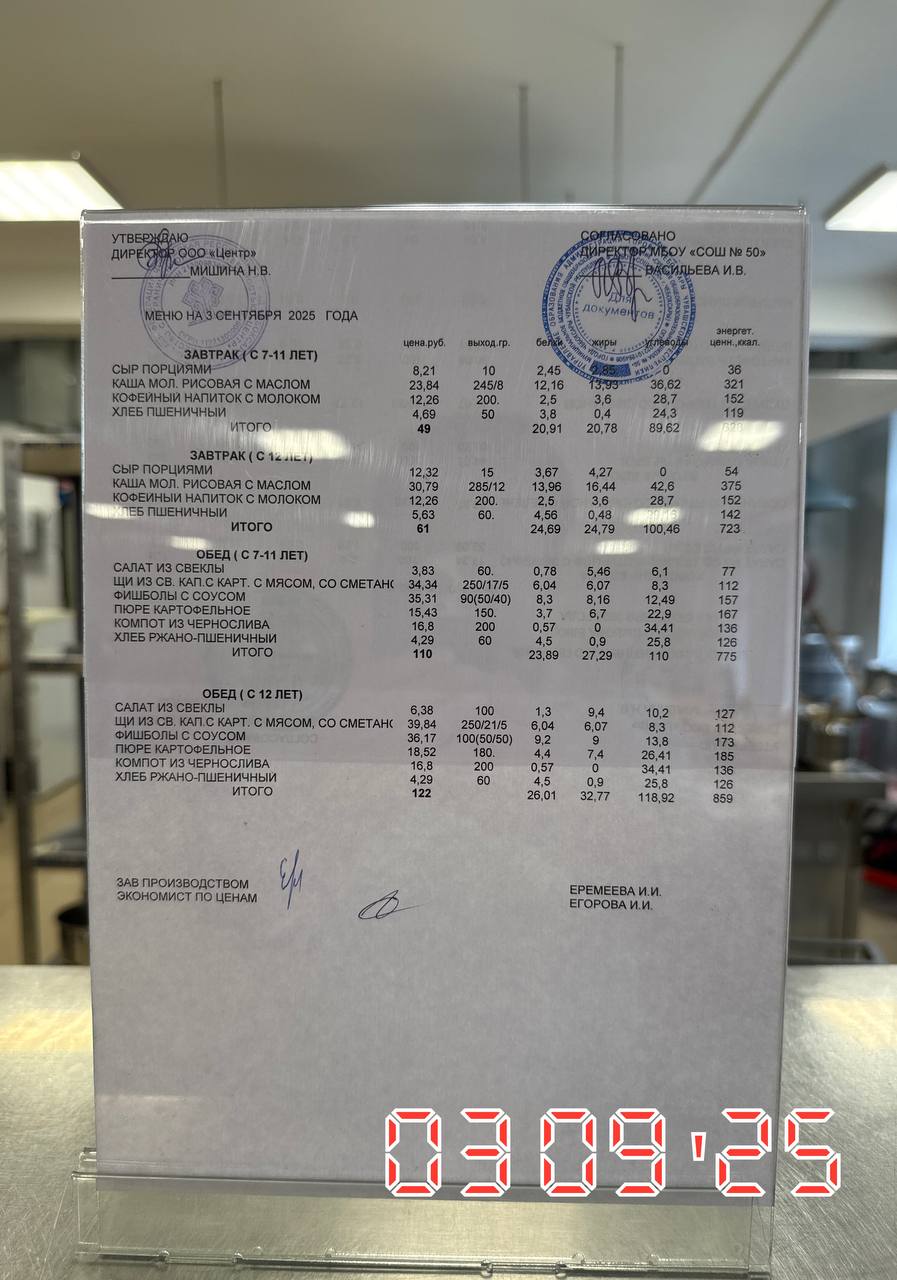 УТВЕРЖДАЮ СОГЛАСОВАНО
ДИРЕКТОР ООО «Центр» ДИРЕКТОР МБОУ «СОШ № 50»
МИШИНА Н.В. ВАСИЛЬЕВА И.В.
Для документов
МЕНЮ НА 3 СЕНТЯБРЯ 2025 ГОДА
цена.руб. выход.гр. белки жиры углеводы энергет. ценн.,ккал.
ЗАВТРАК ( С 7-11 ЛЕТ)
СЫР ПОРЦИЯМИ 8,21 10 2,45 2,85 0 36
КАША МОЛ. РИСОВАЯ С МАСЛОМ 23,84 245/8 12,16 13,93 36,62 321
КОФЕЙНЫЙ НАПИТОК С МОЛОКОМ 12,26 200. 2,5 3,6 28,7 152
ХЛЕБ ПШЕНИЧНЫЙ 4,69 50 3,8 0,4 24,3 119
ИТОГО 49 20,91 20,78 89,62
ЗАВТРАК ( С 12 ЛЕТ)
СЫР ПОРЦИЯМИ 12,32 15 3,67 4,27 0 54
КАША МОЛ. РИСОВАЯ С МАСЛОМ 30,79 285/12 13,96 16,44 42,6 375
КОФЕЙНЫЙ НАПИТОК С МОЛОКОМ 12,26 200. 2,5 3,6 28,7 152
ХЛЕБ ПШЕНИЧНЫЙ 5,63 60. 4,56 0,48 142
ИТОГО 61 24,69 24,79 100,46 723
ОБЕД ( С 7-11 ЛЕТ)
САЛАТ ИЗ СВЕКЛЫ 3,83 60. 0,78 5,46 6,1 77
ЩИ ИЗ СВ. КАП.С КАРТ. С МЯСОМ, СО СМЕТАНО 34,34 250/17/5 6,04 6,07 8,3 112
ФИШБОЛЫ С СОУСОМ 35,31 90(50/40) 8,3 8,16 12,49 157
ПЮРЕ КАРТОФЕЛЬНОЕ 15,43 150. 3,7 6,7 22,9 167
КОМПОТ ИЗ ЧЕРНОСЛИВА 16,8 200 0,57 0 34,41 136
ХЛЕБ РЖАНО-ПШЕНИЧНЫЙ 4,29 60 4,5 0,9 25,8 126
ИТОГО 110 23,89 27,29 110 775
ОБЕД ( С 12 ЛЕТ)
САЛАТ ИЗ СВЕКЛЫ 6,38 100 1,3 9,4 10,2 127
ЩИ ИЗ СВ. КАП.С КАРТ. С МЯСОМ, СО СМЕТАНО 39,84 250/21/5 6,04 6,07 8,3 112
ФИШБОЛЫ С СОУСОМ 36,17 100(50/50) 9,2 9 13,8 173
ПЮРЕ КАРТОФЕЛЬНОЕ 18,52 180. 4,4 7,4 26,41 185
КОМПОТ ИЗ ЧЕРНОСЛИВА 16,8 200 0,57 0 34,41 136
ХЛЕБ РЖАНО-ПШЕНИЧНЫЙ 4,29 60 4,5 0,9 25,8 126
ИТОГО 122 26,01 32,77 118,92 859
ЗАВ ПРОИЗВОДСТВОМ ЕРЕМЕЕВА И.И.
ЭКОНОМИСТ ПО ЦЕНАМ ЕГОРОВА И.И.
03 09 '25